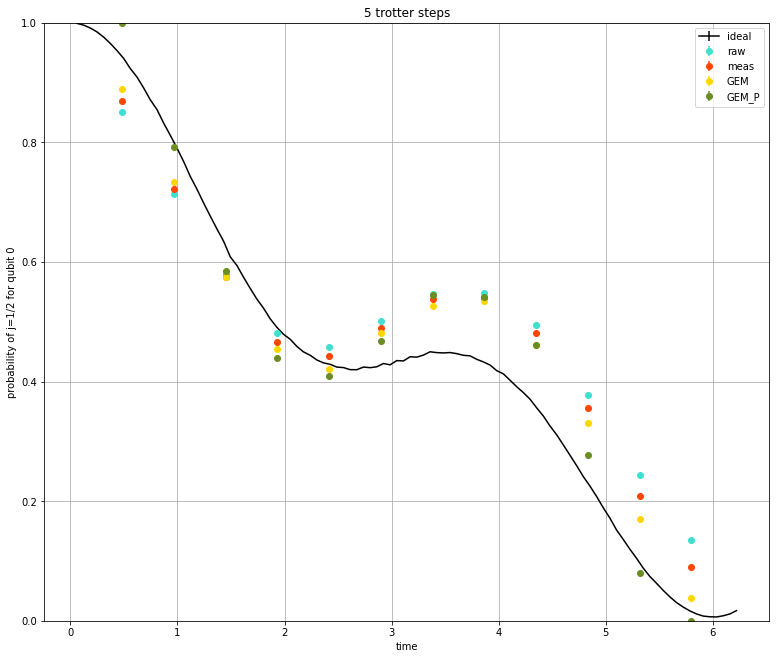 5 trotter steps
ideal
raw
meas
GEM
GEM_P
probability of j=1/2 for qubit 0
1.0
0.8
0.6
0.4
0.2
0.0
0 1 2 3 4 5 6
time